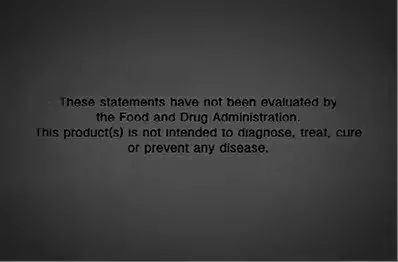 These statements have not been evaluated by
the Food and Drug Administration.
This product(s) is not intended to diagnose, treat, cure
or prevent any disease.